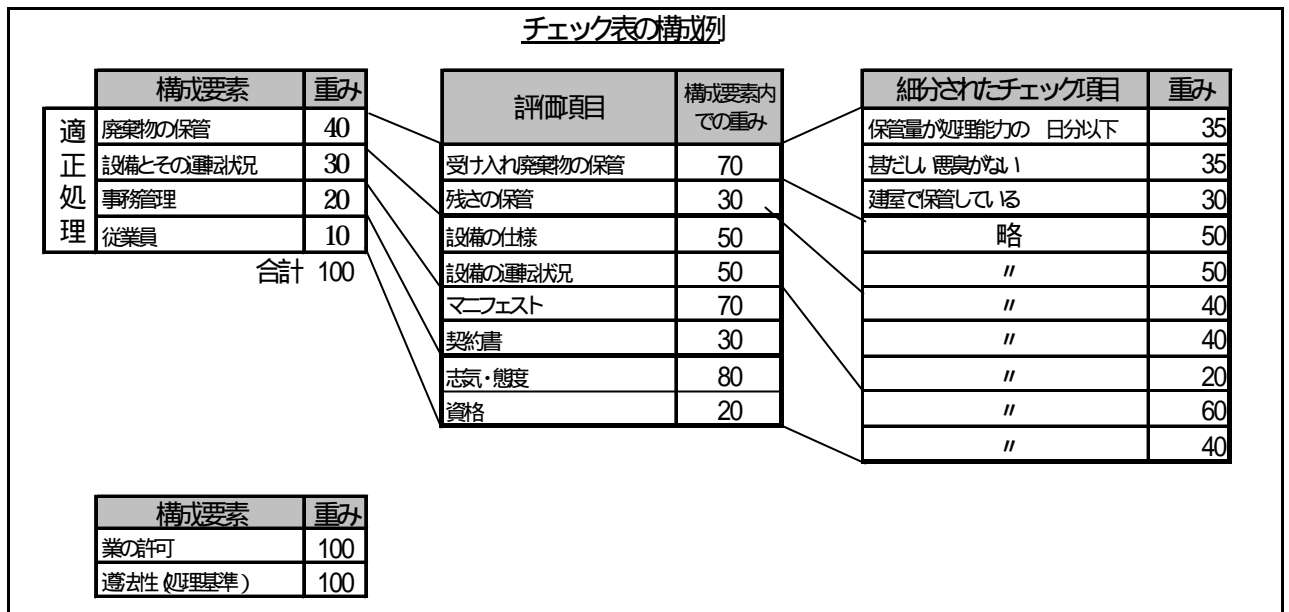 チェック表の構成例
構成要素 重み
適正処理
廃棄物の保管 40
設備とその運転状況 30
事務管理 20
従業員 10
合計 100
評価項目 構成要素内での重み
受け入れ廃棄物の保管 70
残さの保管 30
設備の仕様 50
設備の運転状況 50
マニフェスト 70
契約書 30
志気・態度 80
資格 20
細分されたチェック項目 重み
保管量が処理能力の 日分以下 35
甚だしい悪臭がない 35
建屋で保管している 30
略 50
〃 50
〃 40
〃 40
〃 20
〃 60
〃 40
構成要素 重み
業の許可 100
遵法性(処理基準) 100